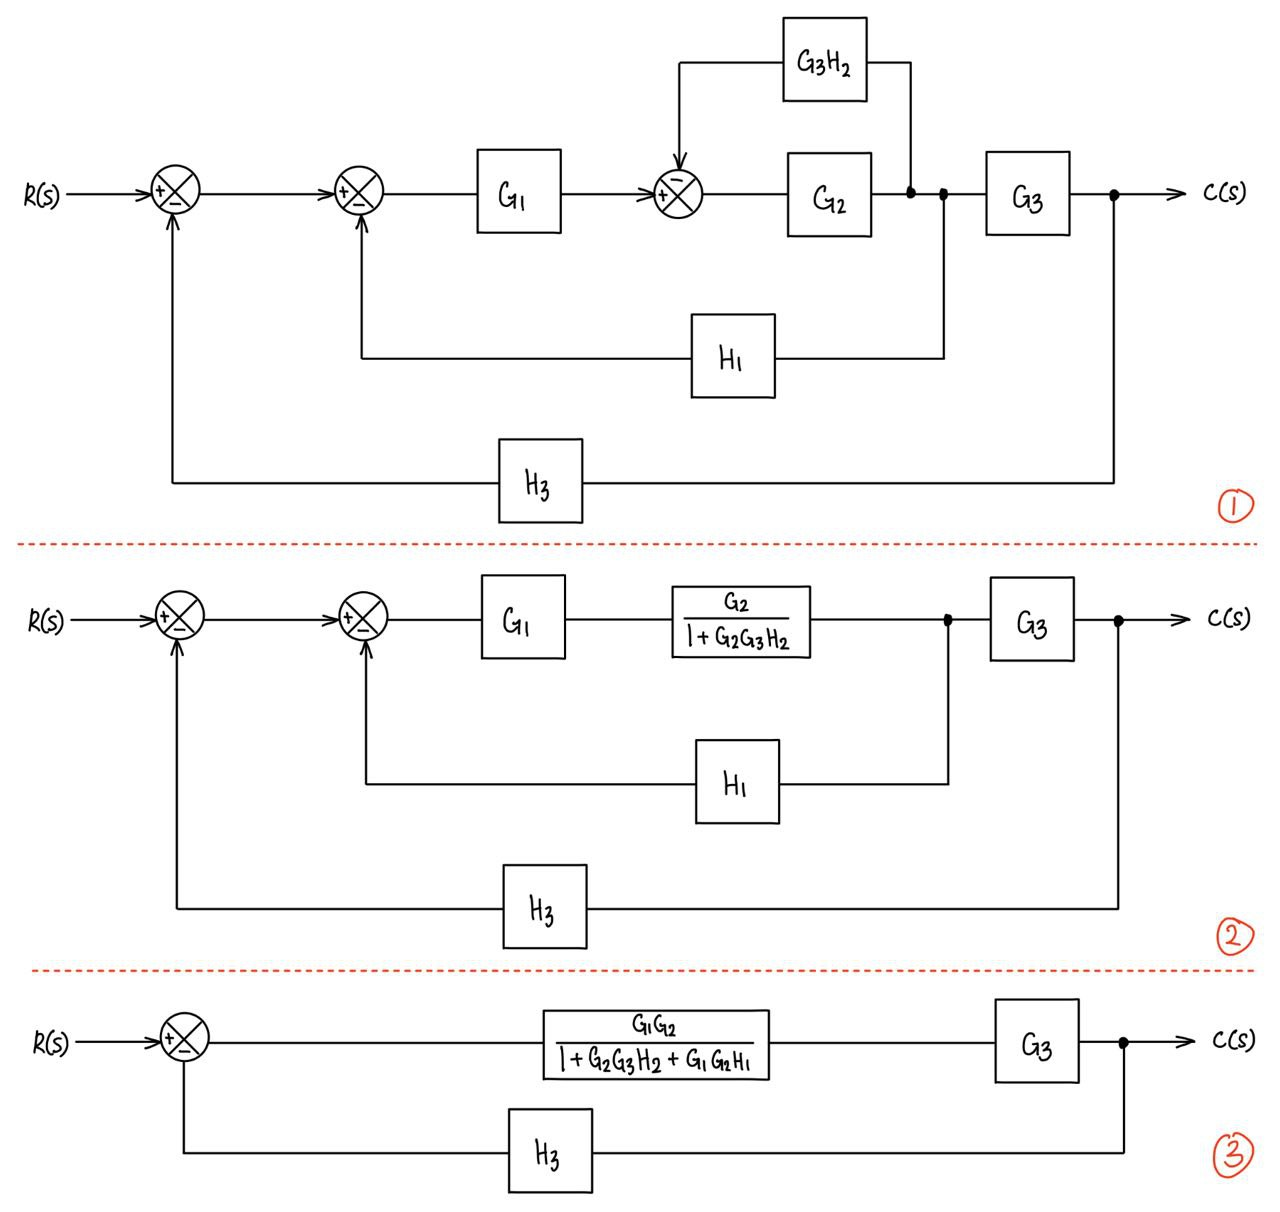 G₃H₂
R(s) + − + − G₁ + − G₂ G₃ C(s)
H₁
H₃
①
R(s) + − + − G₁ G₂ / 1 + G₂G₃H₂ G₃ C(s)
H₁
H₃
②
R(s) + − G₁G₂ / 1 + G₂G₃H₂ + G₁G₂H₁ G₃ C(s)
H₃
③